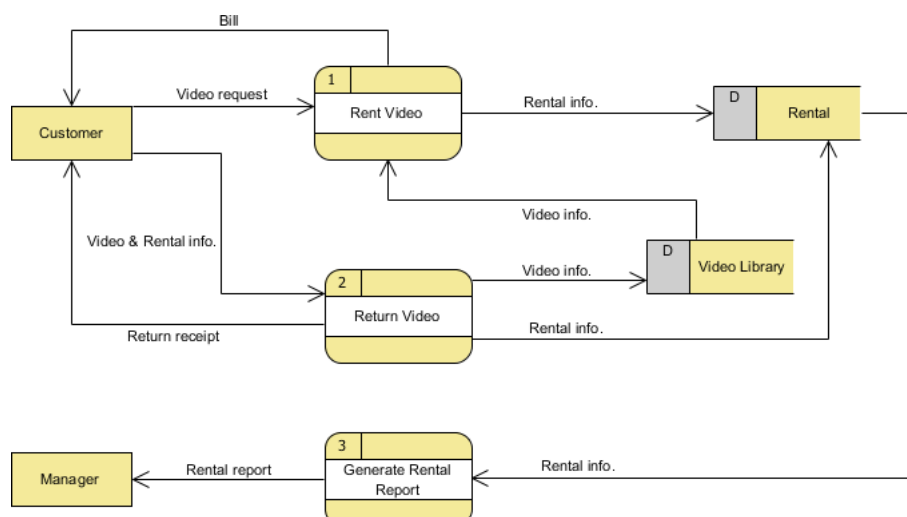 Bill
1
Video request
Rental info.
D
Rent Video
Rental
Customer
Video info.
Video & Rental info.
D
Video Library
Video info.
2
Return Video
Return receipt
Rental info.
3
Rental report
Rental info.
Manager
Generate Rental
Report